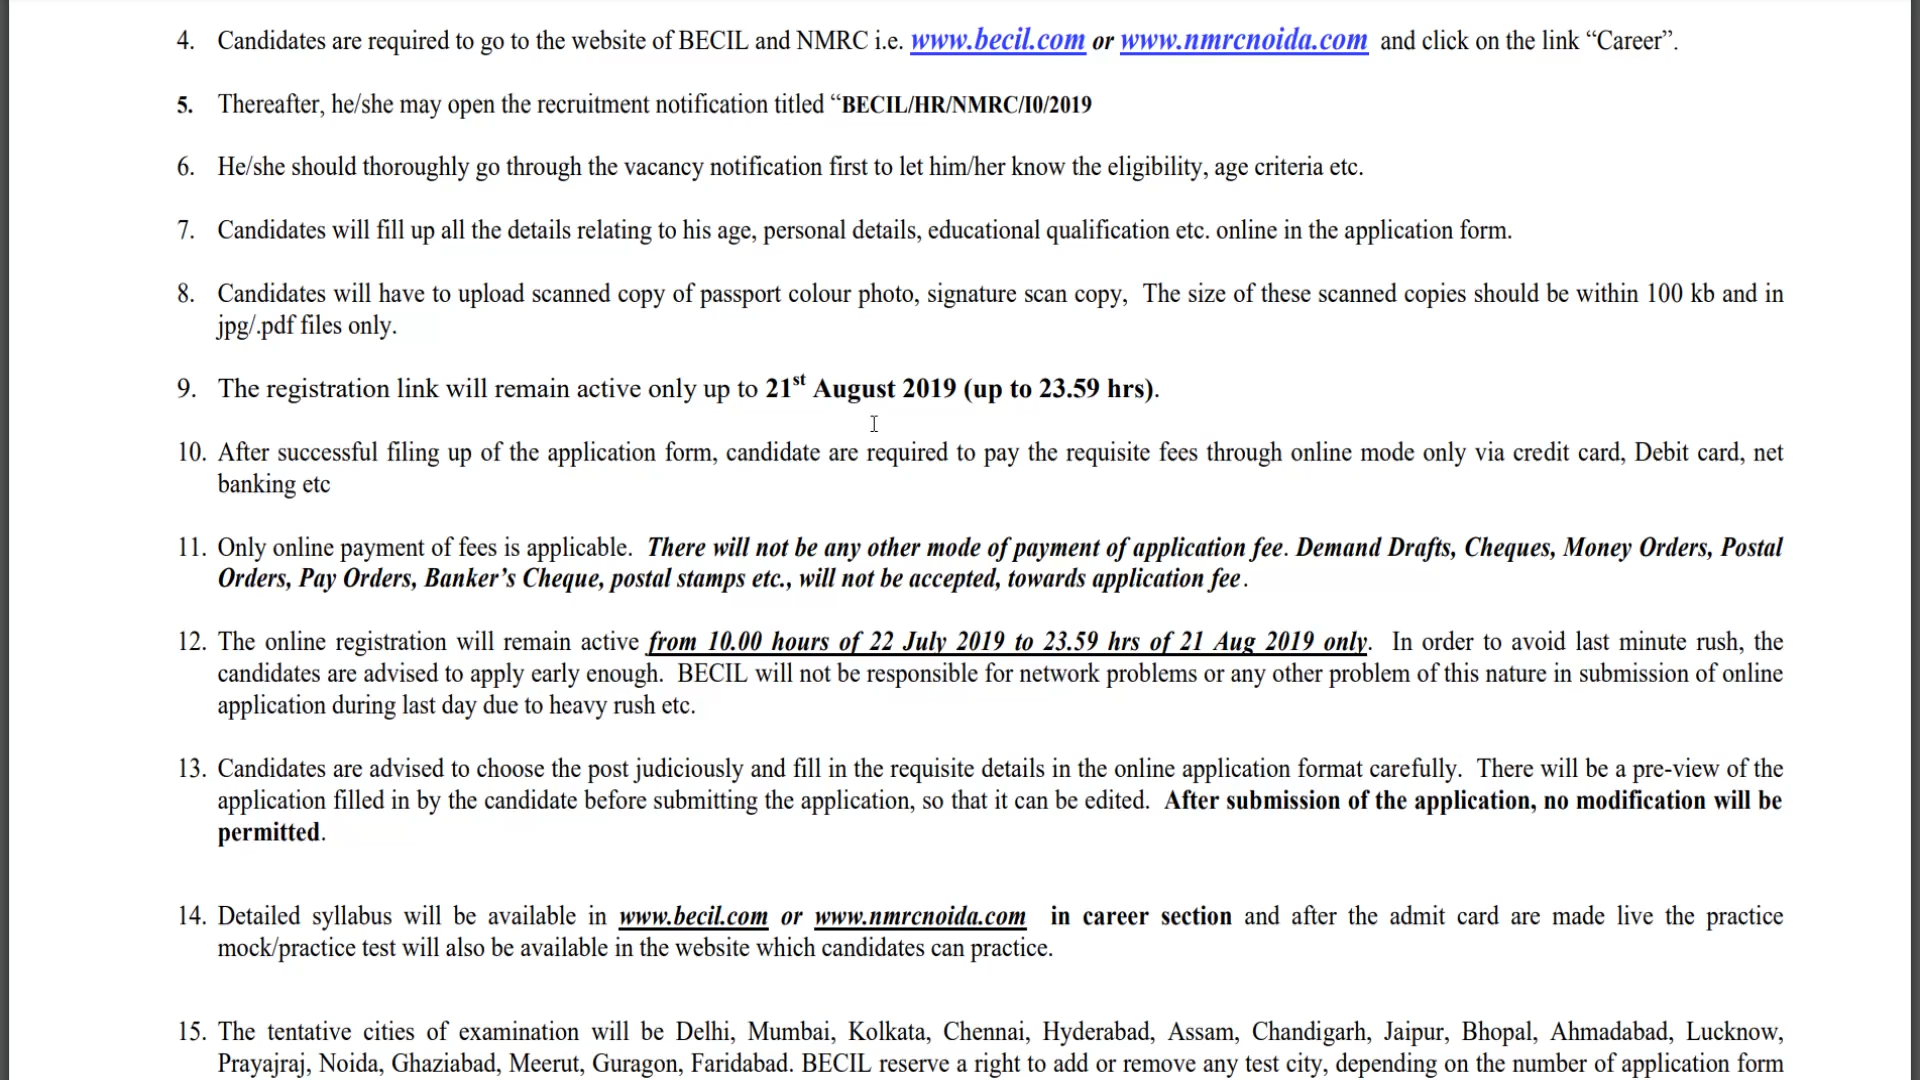 4. Candidates are required to go to the website of BECIL and NMRC i.e. www.becil.com or www.nmrcnoida.com and click on the link “Career”.
5. Thereafter, he/she may open the recruitment notification titled “BECIL/HR/NMRC/I0/2019
6. He/she should thoroughly go through the vacancy notification first to let him/her know the eligibility, age criteria etc.
7. Candidates will fill up all the details relating to his age, personal details, educational qualification etc. online in the application form.
8. Candidates will have to upload scanned copy of passport colour photo, signature scan copy, The size of these scanned copies should be within 100 kb and in
jpg/.pdf files only.
9. The registration link will remain active only up to 21st August 2019 (up to 23.59 hrs).
10. After successful filing up of the application form, candidate are required to pay the requisite fees through online mode only via credit card, Debit card, net
banking etc
11. Only online payment of fees is applicable. There will not be any other mode of payment of application fee. Demand Drafts, Cheques, Money Orders, Postal
Orders, Pay Orders, Banker’s Cheque, postal stamps etc., will not be accepted, towards application fee.
12. The online registration will remain active from 10.00 hours of 22 July 2019 to 23.59 hrs of 21 Aug 2019 only. In order to avoid last minute rush, the
candidates are advised to apply early enough. BECIL will not be responsible for network problems or any other problem of this nature in submission of online
application during last day due to heavy rush etc.
13. Candidates are advised to choose the post judiciously and fill in the requisite details in the online application format carefully. There will be a pre-view of the
application filled in by the candidate before submitting the application, so that it can be edited. After submission of the application, no modification will be
permitted.
14. Detailed syllabus will be available in www.becil.com or www.nmrcnoida.com in career section and after the admit card are made live the practice
mock/practice test will also be available in the website which candidates can practice.
15. The tentative cities of examination will be Delhi, Mumbai, Kolkata, Chennai, Hyderabad, Assam, Chandigarh, Jaipur, Bhopal, Ahmadabad, Lucknow,
Prayajraj, Noida, Ghaziabad, Meerut, Guragon, Faridabad. BECIL reserve a right to add or remove any test city, depending on the number of application form